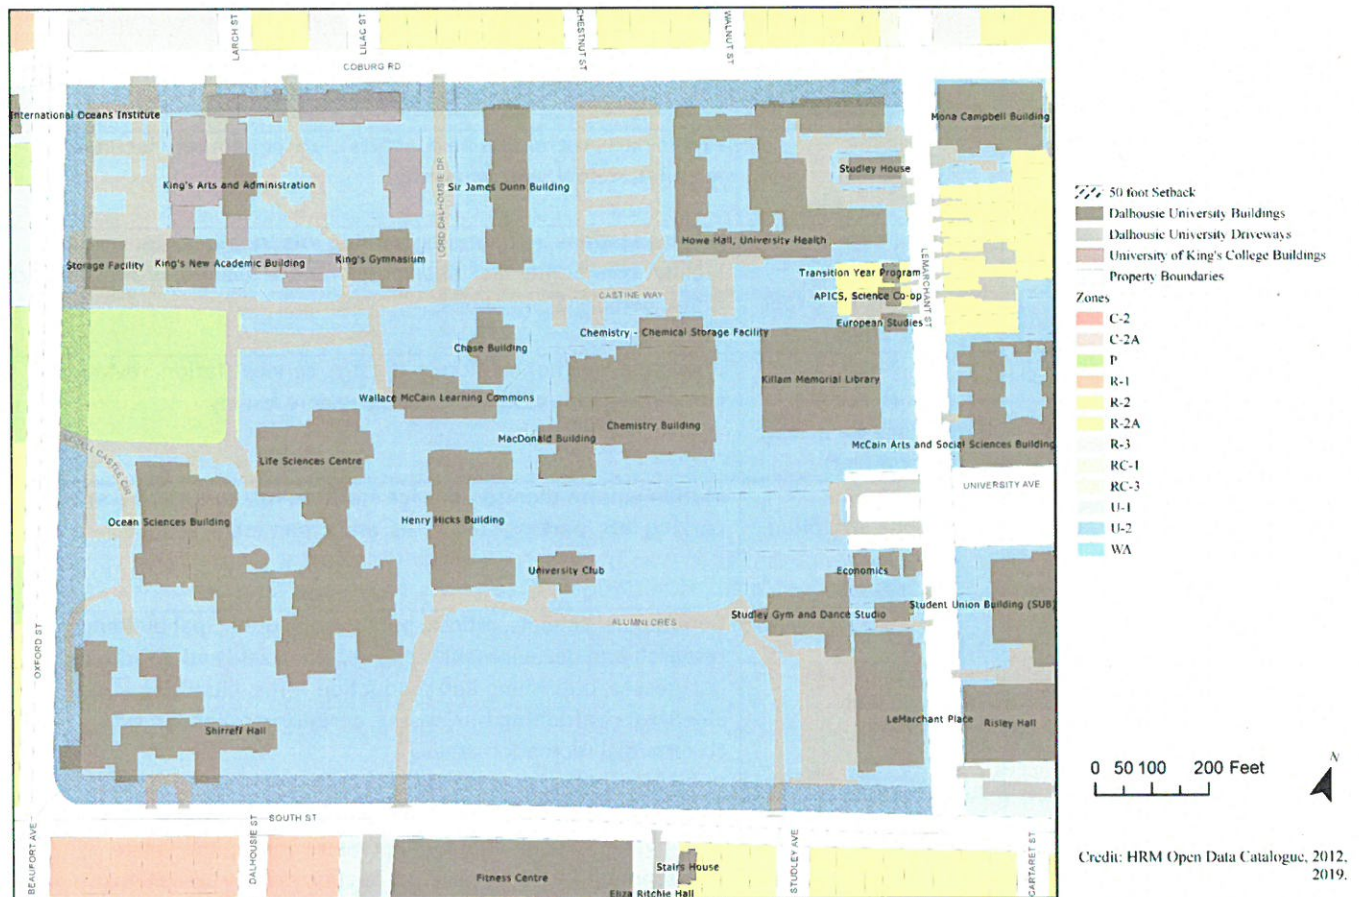 LARCH ST
LILAC ST
CHESTNUT ST
WALNUT ST
COBURG RD
International Oceans Institute
Mona Campbell Building
King's Arts and Administration
LORD DALHOUSIE DR
Sir James Dunn Building
Studley House
Howe Hall, University Health
Storage Facility
King's New Academic Building
King's Gymnasium
Transition Year Program
LEMARCHANT ST
CASTINE WAY
APICS, Science Co-op
European Studies
Chemistry - Chemical Storage Facility
Chase Building
Killam Memorial Library
Wallace McCain Learning Commons
Chemistry Building
MacDonald Building
McCain Arts and Social Sciences Building
Life Sciences Centre
CASTLE CIR
UNIVERSITY AVE
Ocean Sciences Building
Henry Hicks Building
University Club
Economics
Student Union Building (SUB)
Studley Gym and Dance Studio
ALUMNI CRES
OXFORD ST
LeMarchant Place
Risley Hall
Shirreff Hall
SOUTH ST
BEAUFORT AVE
DALHOUSIE ST
Fitness Centre
Stairs House
Eliza Ritchie Hall
STUDLEY AVE
CARTARET ST
50 foot Setback
Dalhousie University Buildings
Dalhousie University Driveways
University of King's College Buildings
Property Boundaries
Zones
C-2
C-2A
P
R-1
R-2
R-2A
R-3
RC-1
RC-3
U-1
U-2
WA
0 50 100 200 Feet
N
Credit: HRM Open Data Catalogue, 2012,
2019.